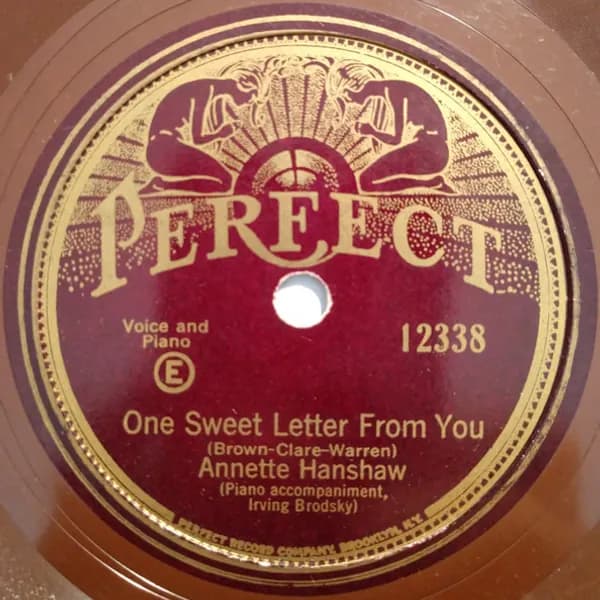 PERFECT
Voice and
Piano
E
12338
One Sweet Letter From You
(Brown-Clare-Warren)
Annette Hanshaw
(Piano accompaniment,
Irving Brodsky)
PERFECT RECORD COMPANY, BROOKLYN, N.Y.